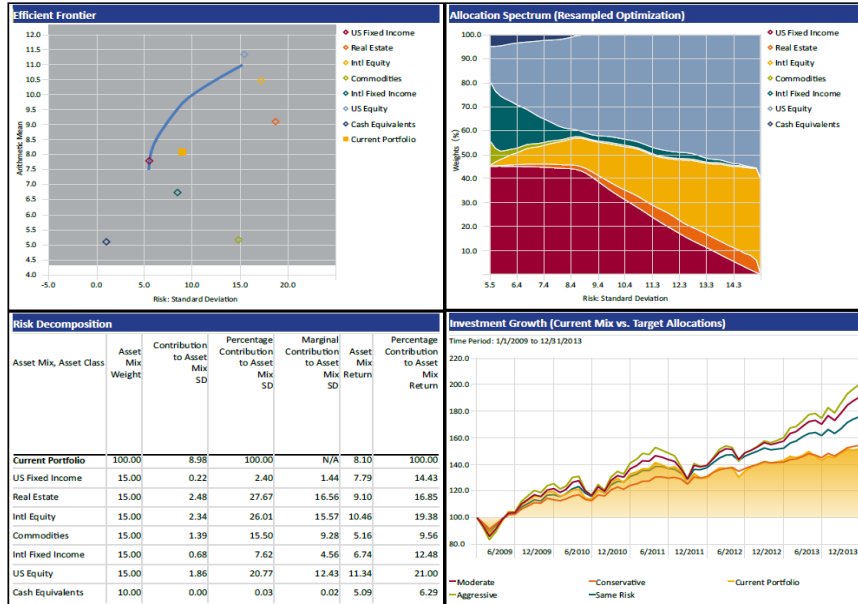 Efficient Frontier
12.0
11.5
11.0
10.5
10.0
9.5
9.0
8.5
8.0
7.5
7.0
6.5
6.0
5.5
5.0
4.5
4.0
Arithmetic Mean
-5.0 0.0 5.0 10.0 15.0 20.0
Risk: Standard Deviation
US Fixed Income
Real Estate
Intl Equity
Commodities
Intl Fixed Income
US Equity
Cash Equivalents
Current Portfolio
Allocation Spectrum (Resampled Optimization)
100.0
90.0
80.0
70.0
60.0
50.0
40.0
30.0
20.0
10.0
Weights (%)
5.5 6.4 7.4 8.4 9.4 10.4 11.3 12.3 13.3 14.3
Risk: Standard Deviation
US Fixed Income
Real Estate
Intl Equity
Commodities
Intl Fixed Income
US Equity
Cash Equivalents
Risk Decomposition
Asset Mix, Asset Class Asset Mix Weight Contribution to Asset Mix SD Percentage Contribution to Asset Mix SD Marginal Contribution to Asset Mix SD Asset Mix Return Percentage Contribution to Asset Mix Return
Current Portfolio 100.00 8.98 100.00 N/A 8.10 100.00
US Fixed Income 15.00 0.22 2.40 1.44 7.79 14.43
Real Estate 15.00 2.48 27.67 16.56 9.10 16.85
Intl Equity 15.00 2.34 26.01 15.57 10.46 19.38
Commodities 15.00 1.39 15.50 9.28 5.16 9.56
Intl Fixed Income 15.00 0.68 7.62 4.56 6.74 12.48
US Equity 15.00 1.86 20.77 12.43 11.34 21.00
Cash Equivalents 10.00 0.00 0.03 0.02 5.09 6.29
Investment Growth (Current Mix vs. Target Allocations)
Time Period: 1/1/2009 to 12/31/2013
220.0
200.0
180.0
160.0
140.0
120.0
100.0
80.0
6/2009 12/2009 6/2010 12/2010 6/2011 12/2011 6/2012 12/2012 6/2013 12/2013
Moderate Conservative Current Portfolio
Aggressive Same Risk